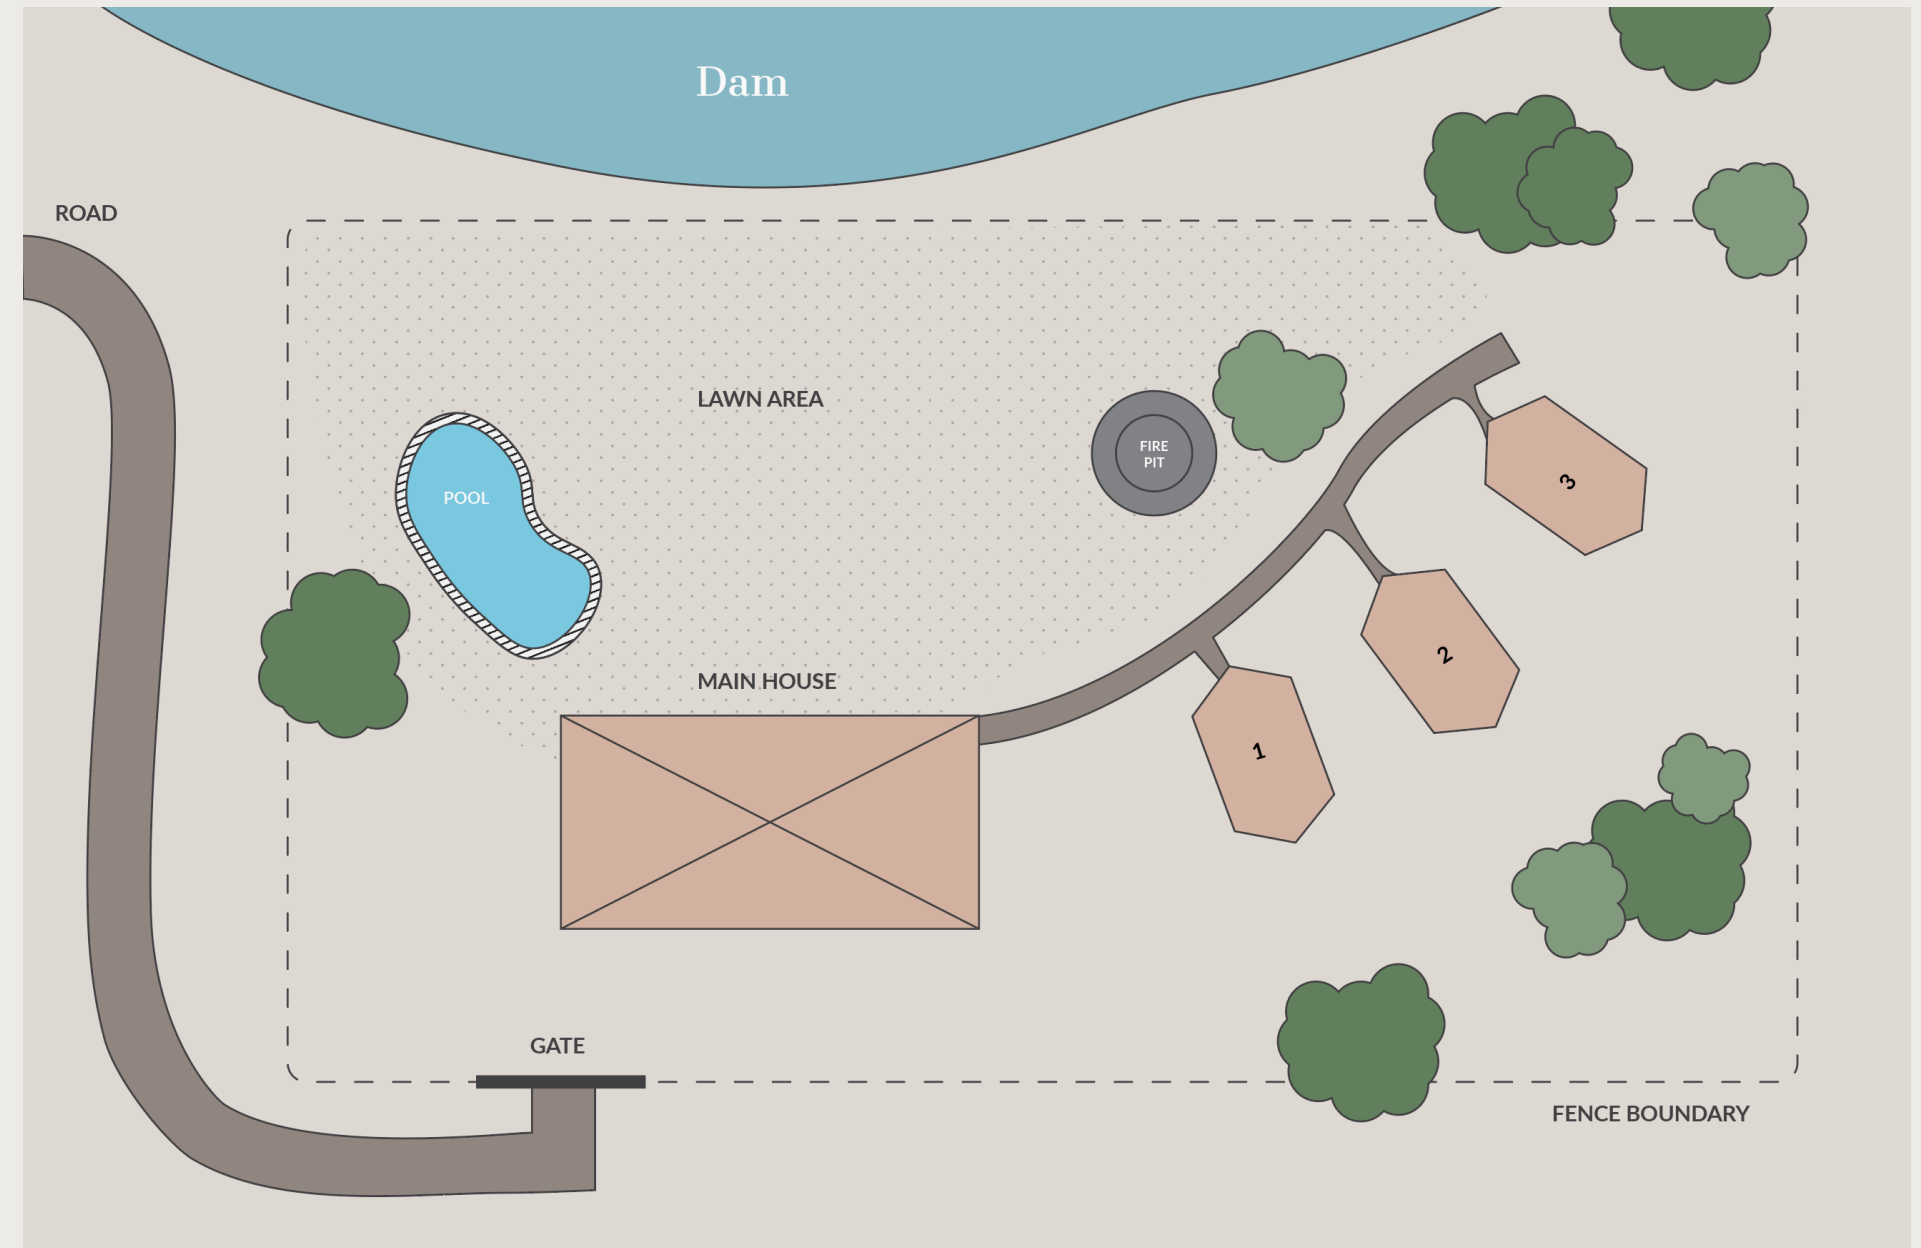 Dam
ROAD
LAWN AREA
FIRE
PIT
POOL
3
2
MAIN HOUSE
1
GATE
FENCE BOUNDARY